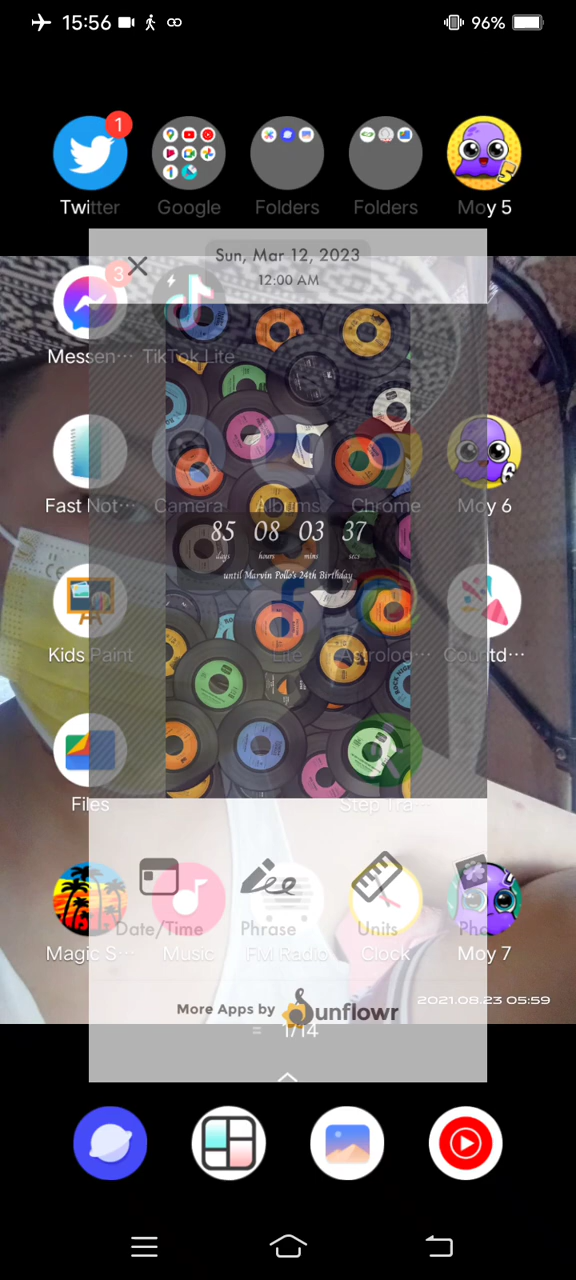 15:56
96%
1
Twitter Google Folders Folders Moy 5
Sun, Mar 12, 2023
12:00 AM
3
Messen··· TikTok Lite
Fast Not··· Camera Albums Chrome Moy 6
85 08 03 37
days hours mins secs
until Marvin Pollo's 24th Birthday
Kids Paint Lite Astrolog··· Countd···
Files Step Tra···
Date/Time Phrase Units Pho
Magic S··· Music FM Radio Clock Moy 7
2021.08.23 05:59
More Apps by Sunflowr
= 1/14